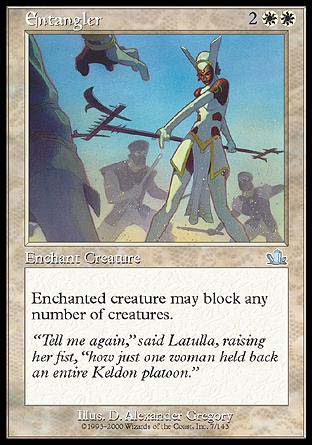 Entangler 2
Enchant Creature
Enchanted creature may block any
number of creatures.
"Tell me again," said Latulla, raising
her fist, "how just one woman held back
an entire Keldon platoon."
Illus. D. Alexander Gregory
©1993-2000 Wizards of the Coast, Inc. 7/143